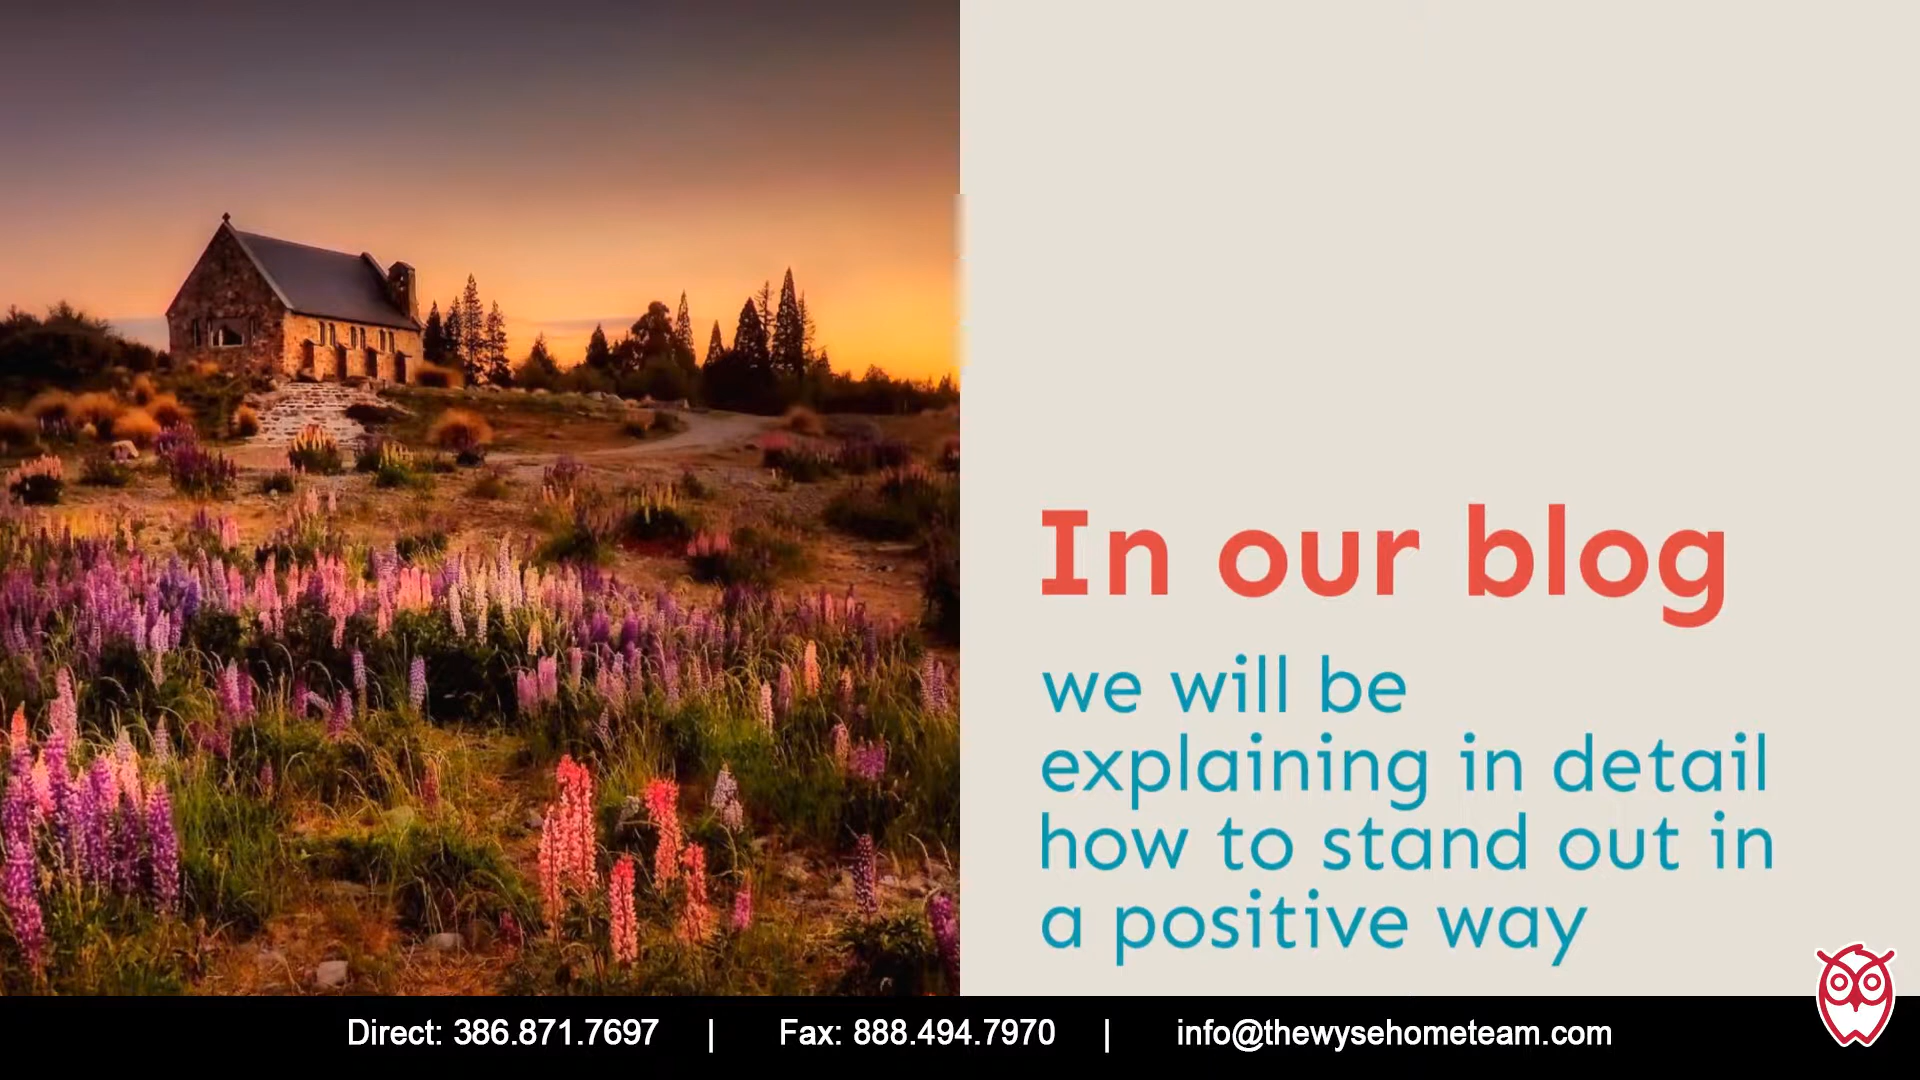 In our blog
we will be
explaining in detail
how to stand out in
a positive way
Direct: 386.871.7697 | Fax: 888.494.7970 | info@thewysehometeam.com